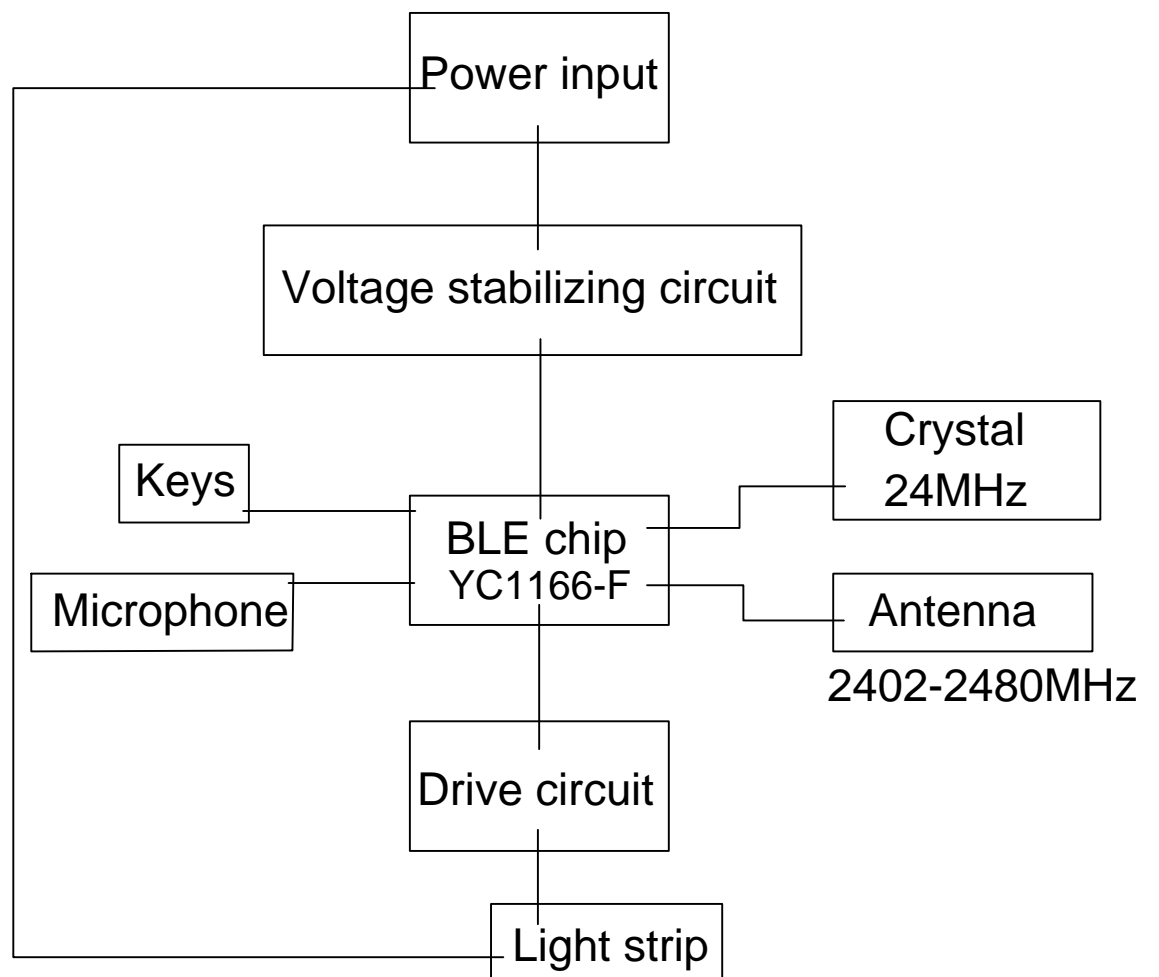 Power input
Voltage stabilizing circuit
Crystal
24MHz
Keys
BLE chip
YC1166-F
Microphone
Antenna
2402-2480MHz
Drive circuit
Light strip